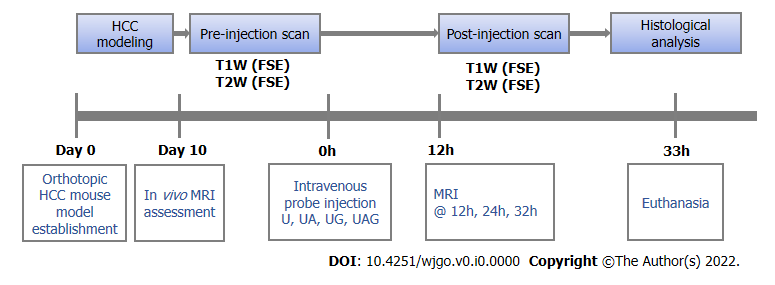 HCC
modeling
Pre-injection scan
Post-injection scan
Histological
analysis
T1W (FSE)
T2W (FSE)
T1W (FSE)
T2W (FSE)
Day 0
Day 10
0h
12h
33h
Orthotopic
HCC mouse
model
establishment
In vivo MRI
assessment
Intravenous
probe injection
U, UA, UG, UAG
MRI
@ 12h, 24h, 32h
Euthanasia
DOI: 10.4251/wjgo.v0.i0.0000 Copyright ©The Author(s) 2022.